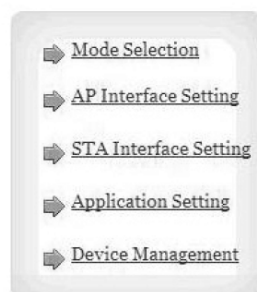 Mode Selection
AP Interface Setting
STA Interface Setting
Application Setting
Device Management